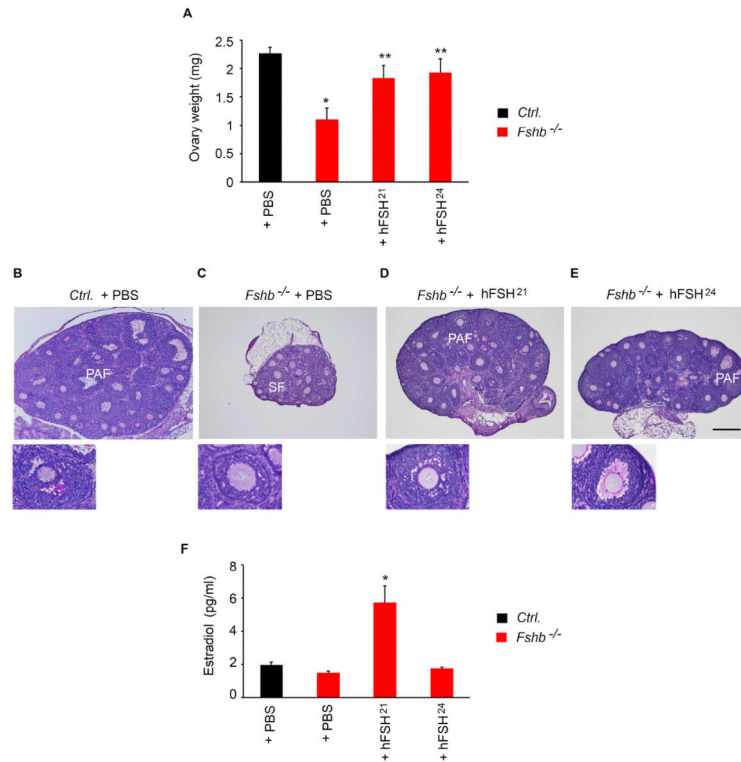 A
Ovary weight (mg)
2.5
2
1.5
1
0.5
0
*
**
**
+ PBS
+ PBS
+ hFSH²¹
+ hFSH²⁴
Ctrl.
Fshb -/-
B
C
D
E
Ctrl. + PBS
Fshb -/- + PBS
Fshb -/- + hFSH²¹
Fshb -/- + hFSH²⁴
PAF
SF
PAF
PAF
F
Estradiol (pg/ml)
8
6
4
2
0
*
+ PBS
+ PBS
+ hFSH²¹
+ hFSH²⁴
Ctrl.
Fshb -/-